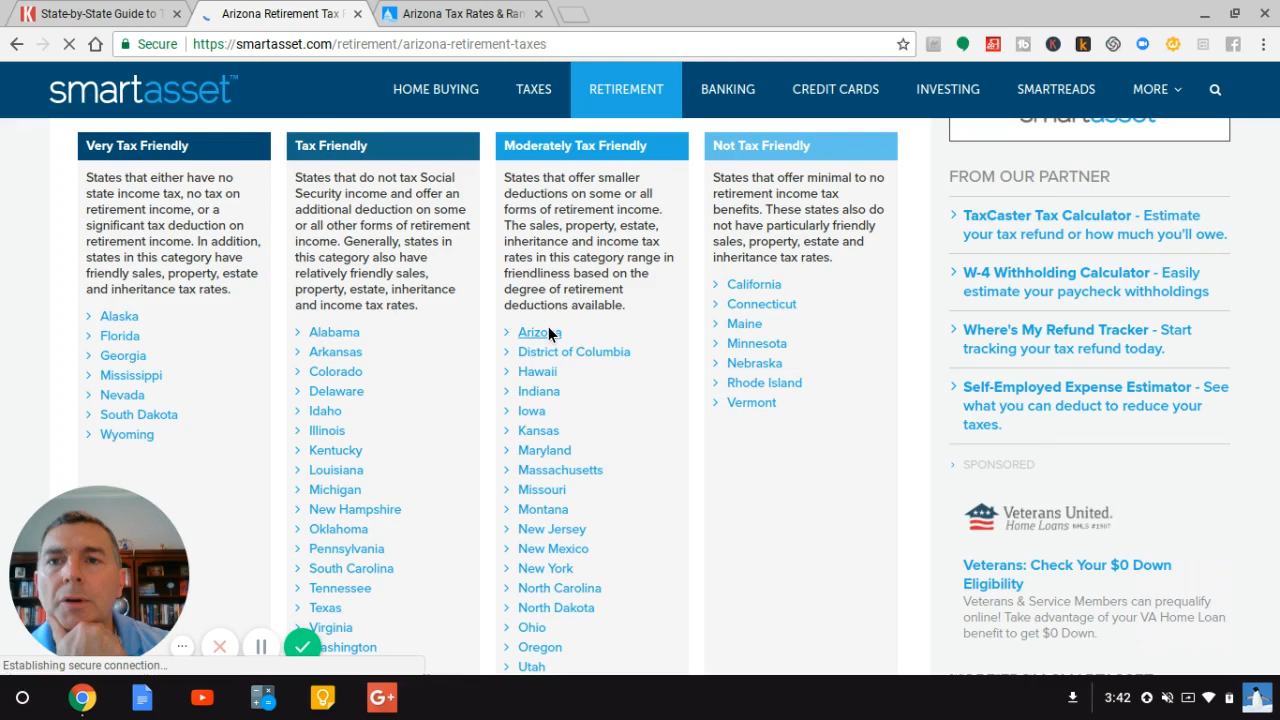 State-by-State Guide to T
Arizona Retirement Tax F
Arizona Tax Rates & Ran
Secure
https://smartasset.com/retirement/arizona-retirement-taxes
smartasset™
HOME BUYING
TAXES
RETIREMENT
BANKING
CREDIT CARDS
INVESTING
SMARTREADS
MORE
Very Tax Friendly
States that either have no
state income tax, no tax on
retirement income, or a
significant tax deduction on
retirement income. In addition,
states in this category have
friendly sales, property, estate
and inheritance tax rates.
Alaska
Florida
Georgia
Mississippi
Nevada
South Dakota
Wyoming
Tax Friendly
States that do not tax Social
Security income and offer an
additional deduction on some
or all other forms of retirement
income. Generally, states in
this category also have
relatively friendly sales,
property, estate, inheritance
and income tax rates.
Alabama
Arkansas
Colorado
Delaware
Idaho
Illinois
Kentucky
Louisiana
Michigan
New Hampshire
Oklahoma
Pennsylvania
South Carolina
Tennessee
Texas
Virginia
ashington
Moderately Tax Friendly
States that offer smaller
deductions on some or all
forms of retirement income.
The sales, property, estate,
inheritance and income tax
rates in this category range in
friendliness based on the
degree of retirement
deductions available.
Arizona
District of Columbia
Hawaii
Indiana
Iowa
Kansas
Maryland
Massachusetts
Missouri
Montana
New Jersey
New Mexico
New York
North Carolina
North Dakota
Ohio
Oregon
Utah
Not Tax Friendly
States that offer minimal to no
retirement income tax
benefits. These states also do
not have particularly friendly
sales, property, estate and
inheritance tax rates.
California
Connecticut
Maine
Minnesota
Nebraska
Rhode Island
Vermont
smartasset
FROM OUR PARTNER
TaxCaster Tax Calculator - Estimate
your tax refund or how much you'll owe.
W-4 Withholding Calculator - Easily
estimate your paycheck withholdings
Where's My Refund Tracker - Start
tracking your tax refund today.
Self-Employed Expense Estimator - See
what you can deduct to reduce your
taxes.
SPONSORED
Veterans United.
Home Loans NMLS #1907
Veterans: Check Your $0 Down
Eligibility
Veterans & Service Members can prequalify
online! Take advantage of your VA Home Loan
benefit to get $0 Down.
Establishing secure connection...
3:42